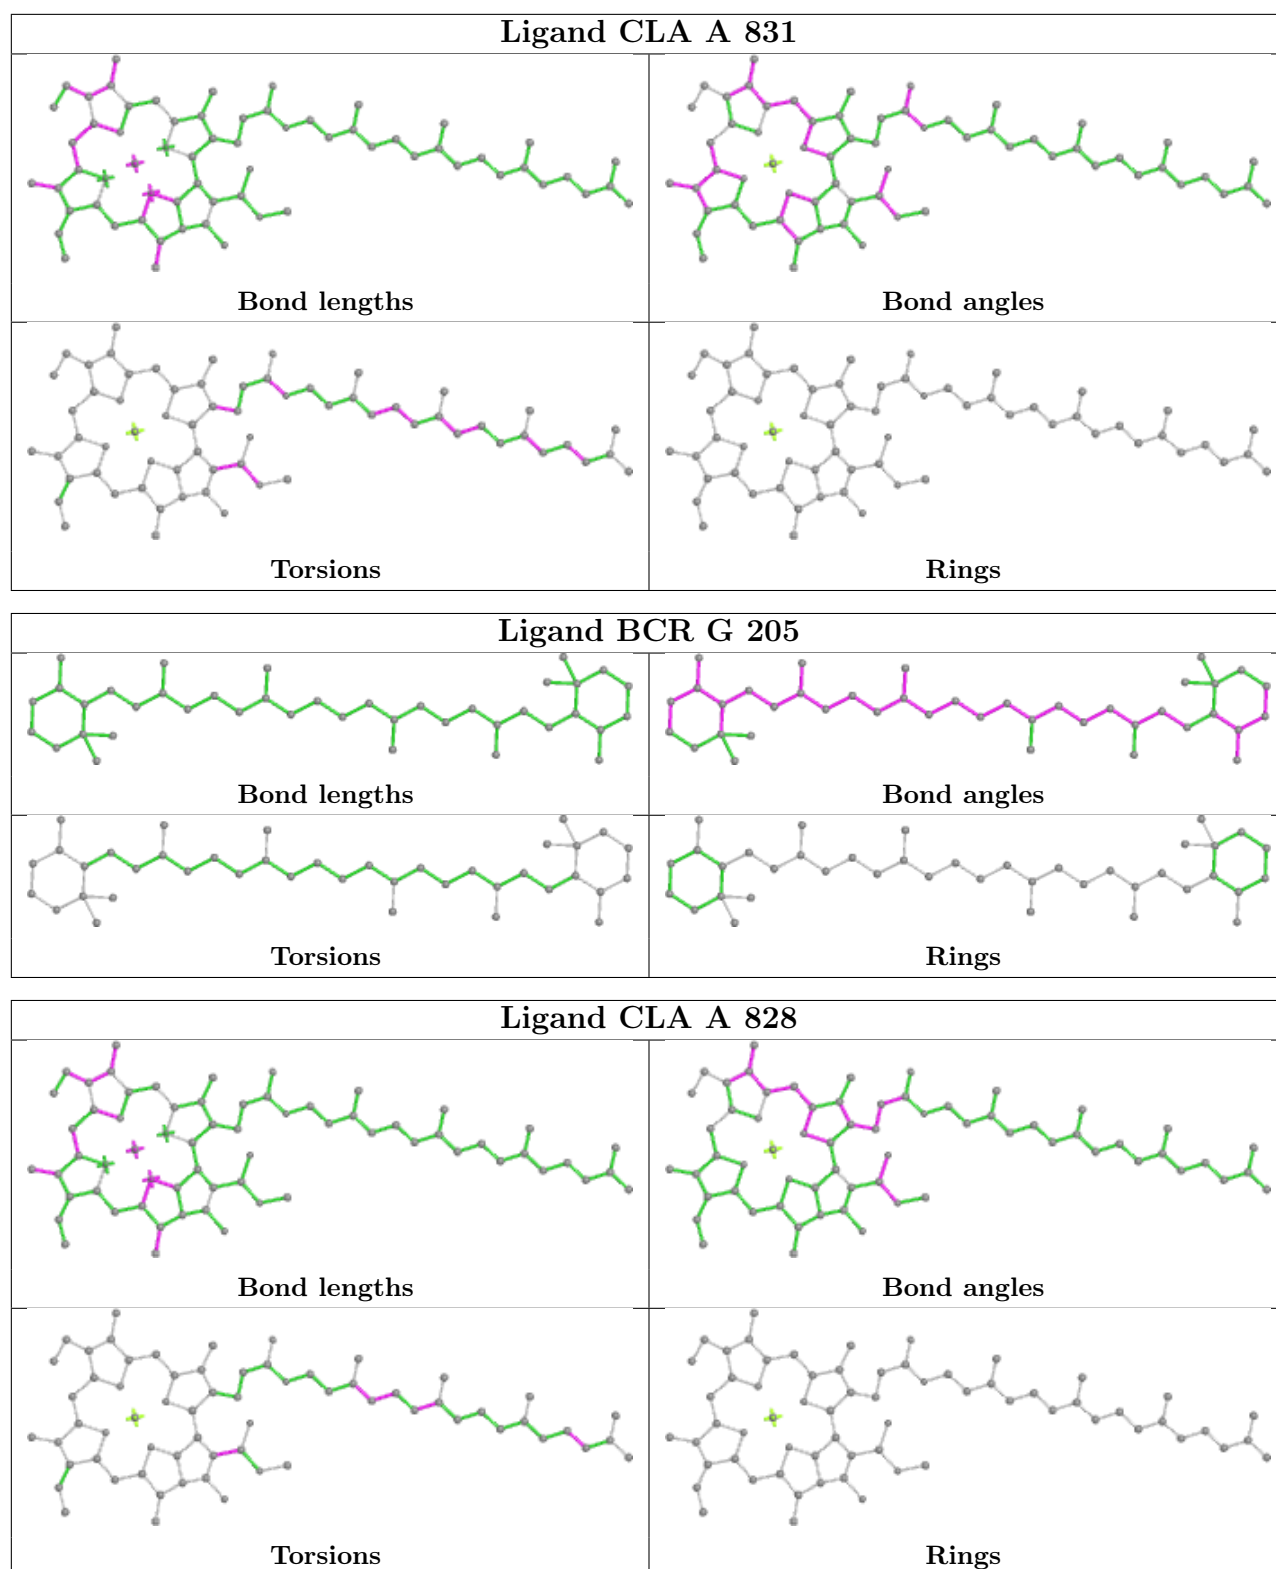 Ligand CLA A 831
Bond lengths
Bond angles
Torsions
Rings
Ligand BCR G 205
Bond lengths
Bond angles
Torsions
Rings
Ligand CLA A 828
Bond lengths
Bond angles
Torsions
Rings